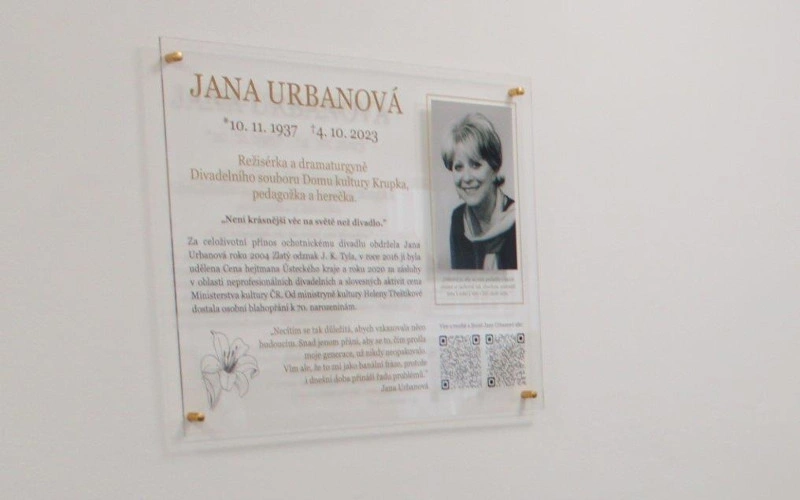 JANA URBANOVÁ
*10. 11. 1937 †4. 10. 2023
Režisérka a dramaturgyně
Divadelního souboru Domu kultury Krupka,
pedagožka a herečka.
„Není krásnější věc na světě než divadlo."
Za celoživotní přínos ochotnickému divadlu obdržela Jana
Urbanová roku 2004 Zlatý odznak J. K. Tyla, v roce 2016 jí byla
udělena Cena hejtmana Ústeckého kraje a roku 2020 za zásluhy
v oblasti neprofesionálních divadelních a slovesných aktivit cena
Ministerstva kultury ČR. Od ministryně kultury Heleny Třeštíkové
dostala osobní blahopřání k 70. narozeninám.
„Necítím se tak důležitá, abych vzkazovala něco
budoucím. Snad jenom přání, aby se to, čím prošla
moje generace, už nikdy neopakovalo.
Vím ale, že to zní jako banální fráze, protože
i dnešní doba přináší řadu problémů."
Jana Urbanová